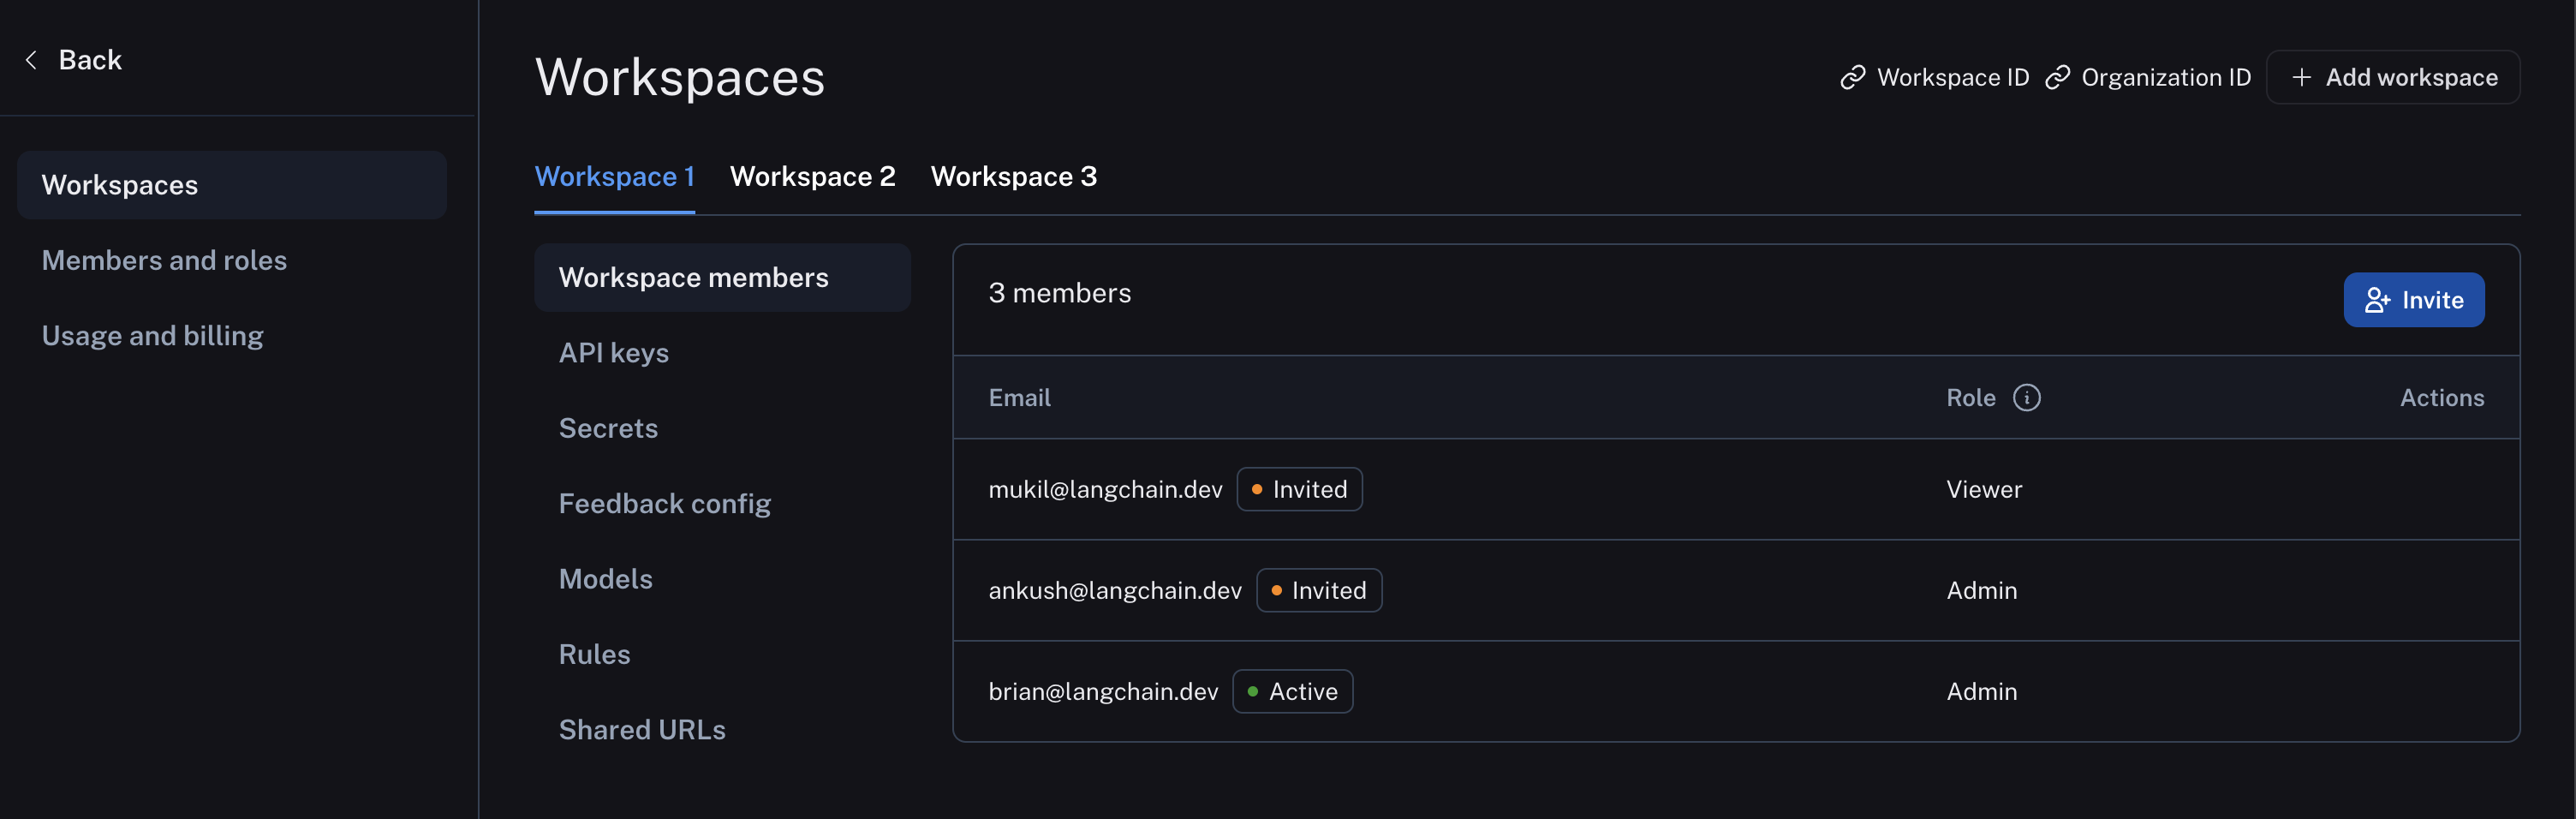 Back
Workspaces
Members and roles
Usage and billing
Workspaces
Workspace ID
Organization ID
+ Add workspace
Workspace 1
Workspace 2
Workspace 3
Workspace members
API keys
Secrets
Feedback config
Models
Rules
Shared URLs
3 members
Invite
Email Role Actions
mukil@langchain.dev Invited Viewer
ankush@langchain.dev Invited Admin
brian@langchain.dev Active Admin